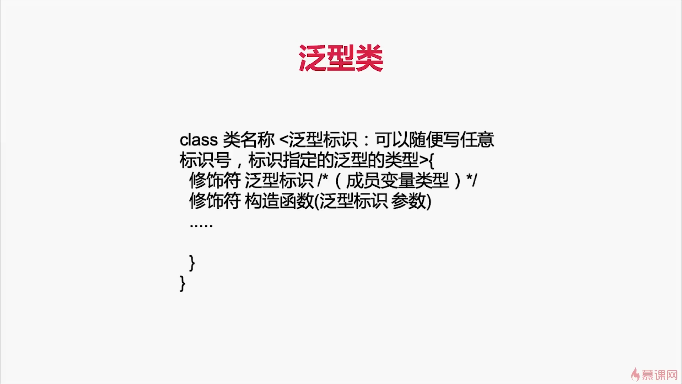 泛型类
class 类名称 <泛型标识：可以随便写任意
标识号，标识指定的泛型的类型>{
修饰符 泛型标识 /*（成员变量类型）*/
修饰符 构造函数(泛型标识 参数)
.....
}
}
慕课网